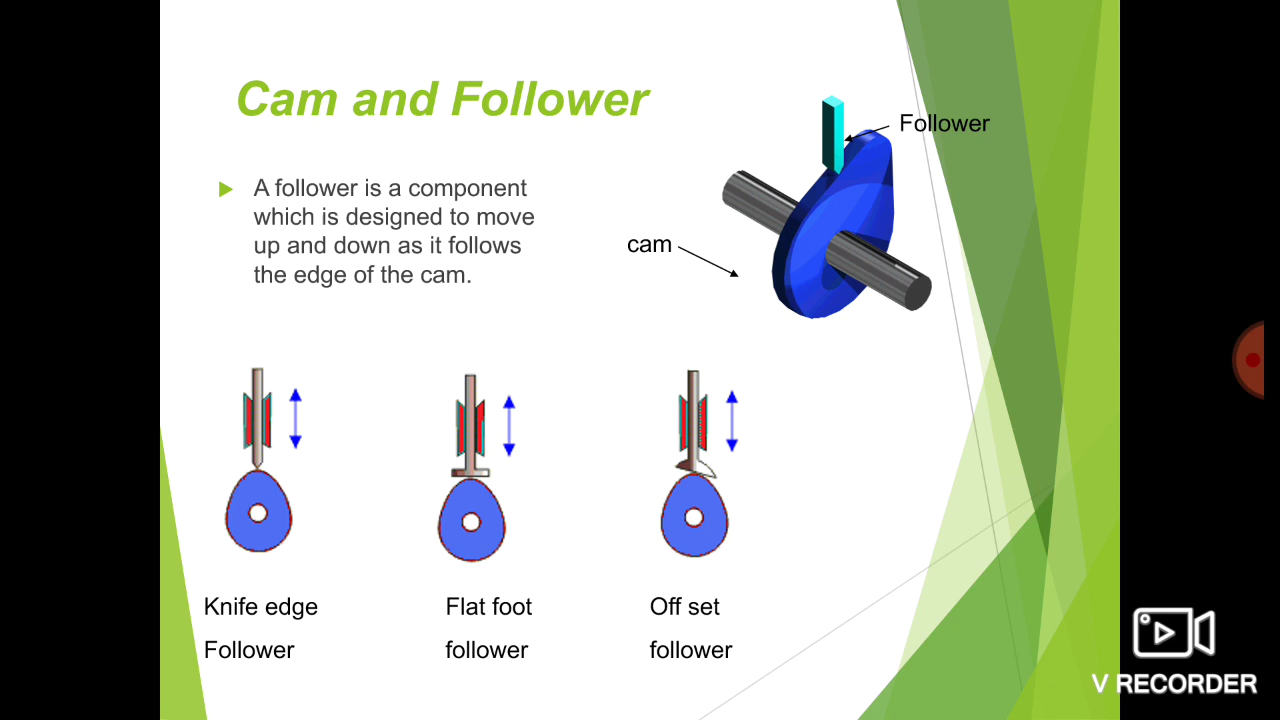 Cam and Follower
Follower
A follower is a component
which is designed to move
up and down as it follows
the edge of the cam.
cam
Knife edge
Follower
Flat foot
follower
Off set
follower
V RECORDER